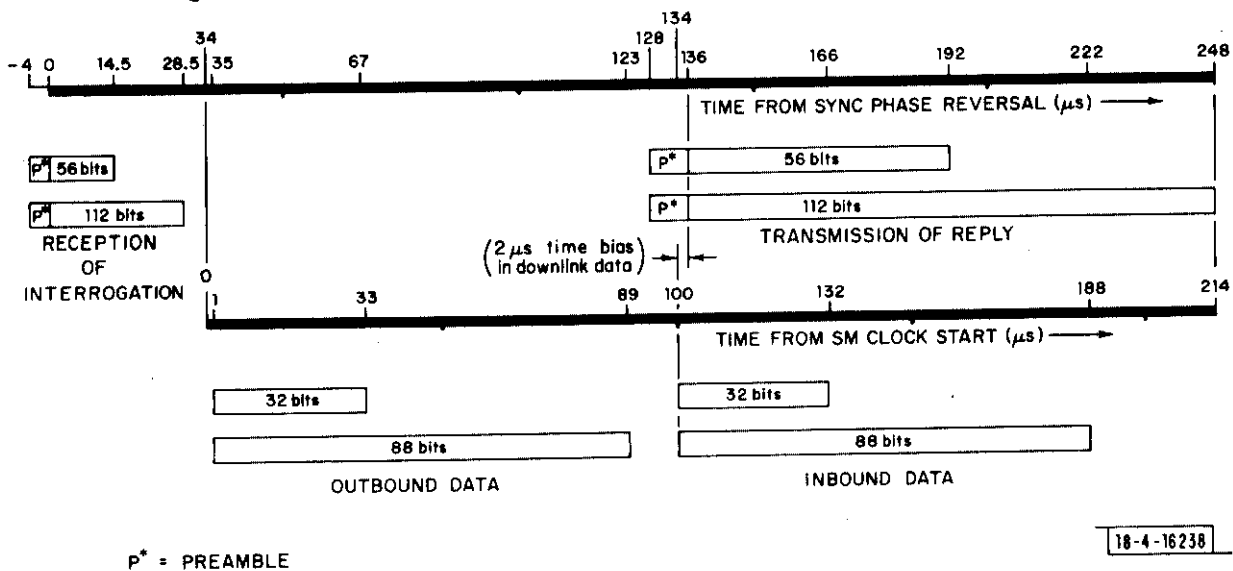 134
34 128
-4 0 14.5 28.5 35 67 123 136 166 192 222 248
TIME FROM SYNC PHASE REVERSAL (μs)
P* 56 bits P* 56 bits
P* 112 bits P* 112 bits
RECEPTION
OF
INTERROGATION
TRANSMISSION OF REPLY
(2μs time bias
in downlink data)
0
1 33 89 100 132 188 214
TIME FROM SM CLOCK START (μs)
32 bits 32 bits
88 bits 88 bits
OUTBOUND DATA INBOUND DATA
P* = PREAMBLE
18-4-16238